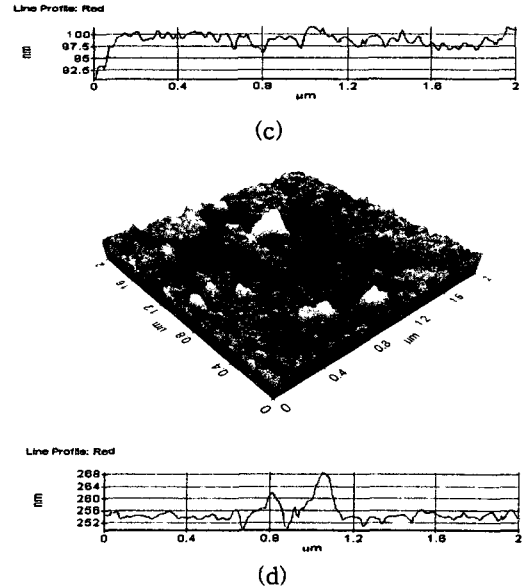 Line Profile: Red
100
97.5
95
92.5
nm
0 0.4 0.8 1.2 1.6 2
µm
(c)
2 1.6 1.2 µm 0.8 0.4 0
0 0.4 0.8 µm 1.2 1.6 2
Line Profile: Red
268
264
260
256
252
nm
0 0.4 0.8 1.2 1.6 2
µm
(d)